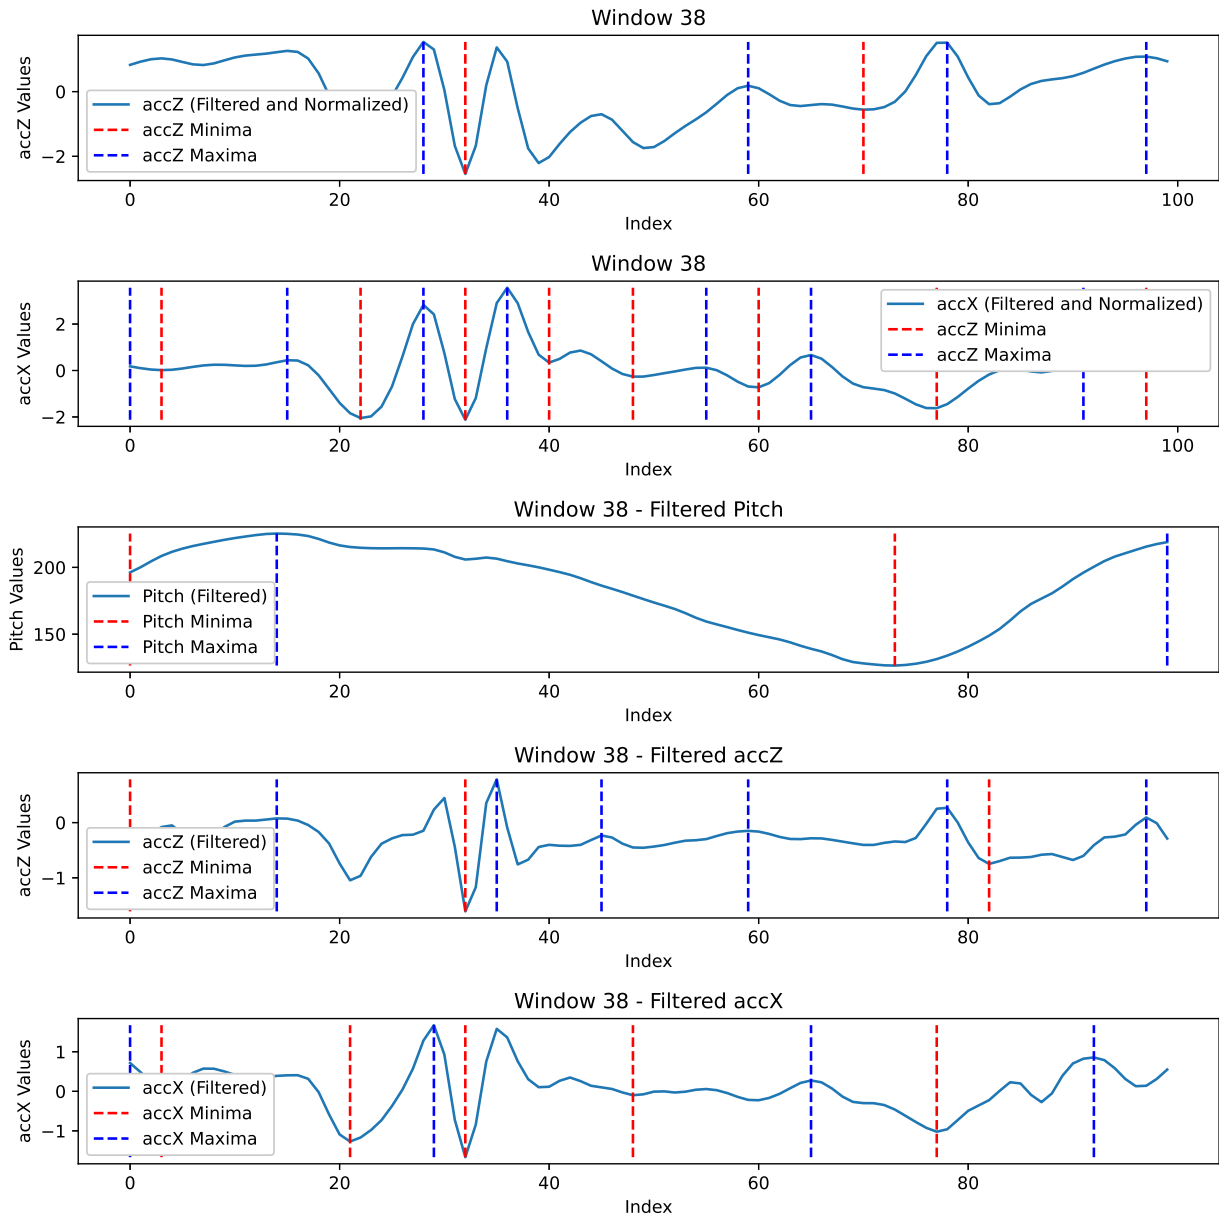 Window 38
accZ Values
0
−2
accZ (Filtered and Normalized)
accZ Minima
accZ Maxima
0 20 40 60 80 100
Index
Window 38
accX Values
2
0
−2
accX (Filtered and Normalized)
accZ Minima
accZ Maxima
0 20 40 60 80 100
Index
Window 38 - Filtered Pitch
Pitch Values
200
150
Pitch (Filtered)
Pitch Minima
Pitch Maxima
0 20 40 60 80
Index
Window 38 - Filtered accZ
accZ Values
0
−1
accZ (Filtered)
accZ Minima
accZ Maxima
0 20 40 60 80
Index
Window 38 - Filtered accX
accX Values
1
0
−1
accX (Filtered)
accX Minima
accX Maxima
0 20 40 60 80
Index